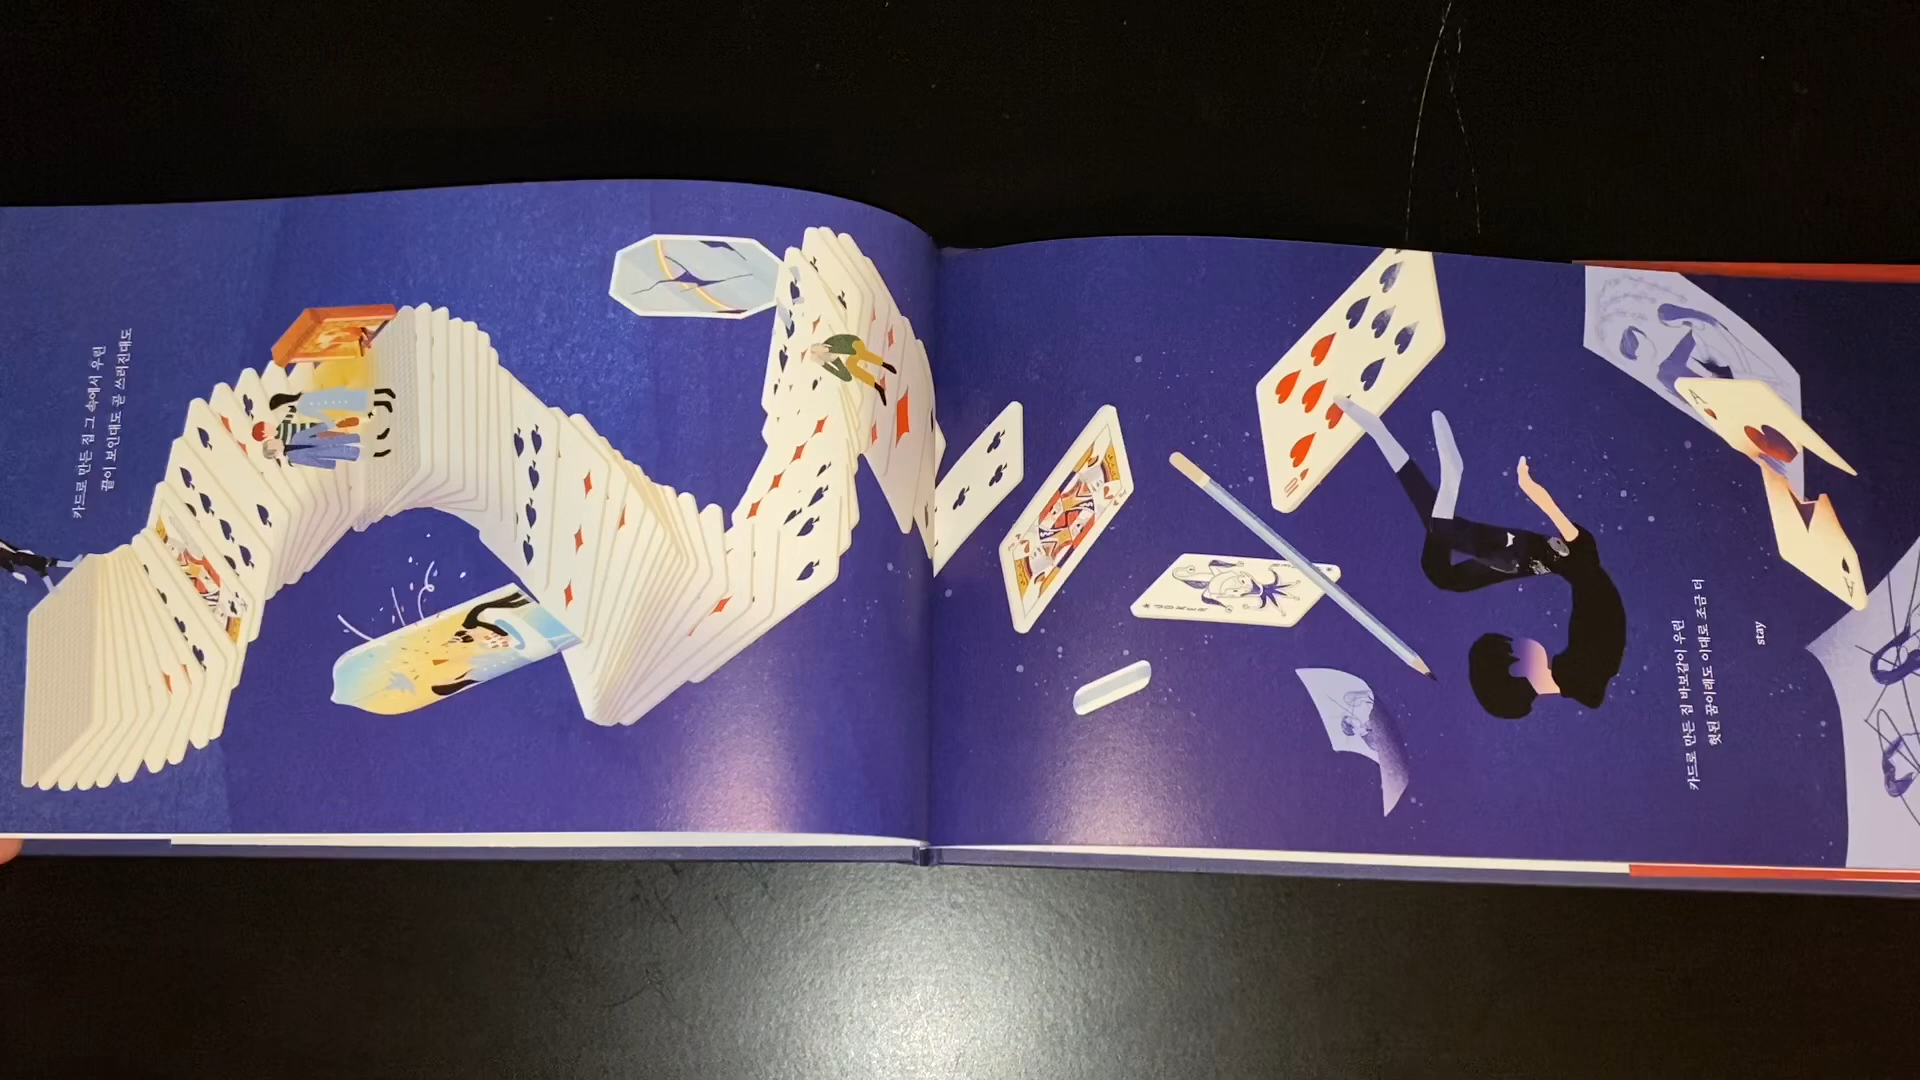 카드로 만든 집 그 속에서 우린
끝이 보인대도 곧 쓰러진대도
카드로 만든 집 바보같이 우린
헛된 꿈이래도 이대로 조금 더
stay